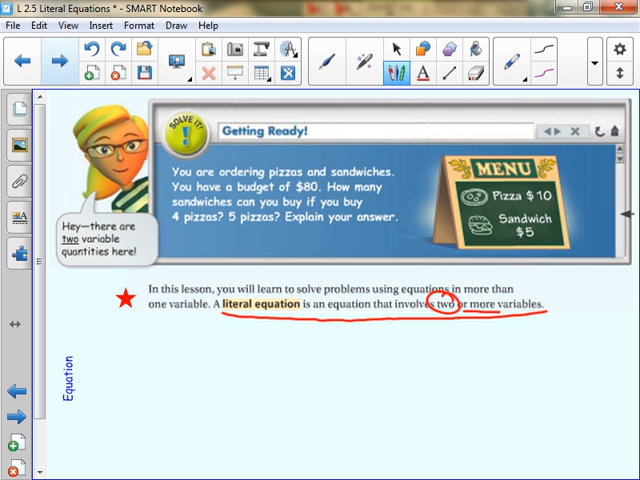 L 2.5 Literal Equations * - SMART Notebook
File Edit View Insert Format Draw Help
SOLVE IT!
Getting Ready!
You are ordering pizzas and sandwiches.
You have a budget of $80. How many
sandwiches can you buy if you buy
4 pizzas? 5 pizzas? Explain your answer.
MENU
Pizza $10
Sandwich
$5
Hey—there are
two variable
quantities here!
In this lesson, you will learn to solve problems using equations in more than
one variable. A literal equation is an equation that involves two or more variables.
Equation